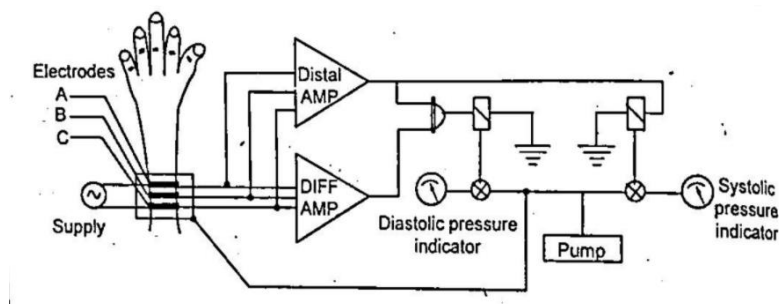 Electrodes
A
B
C
Supply
Distal
AMP
DIFF
AMP
Diastolic pressure
indicator
Pump
Systolic
pressure
indicator